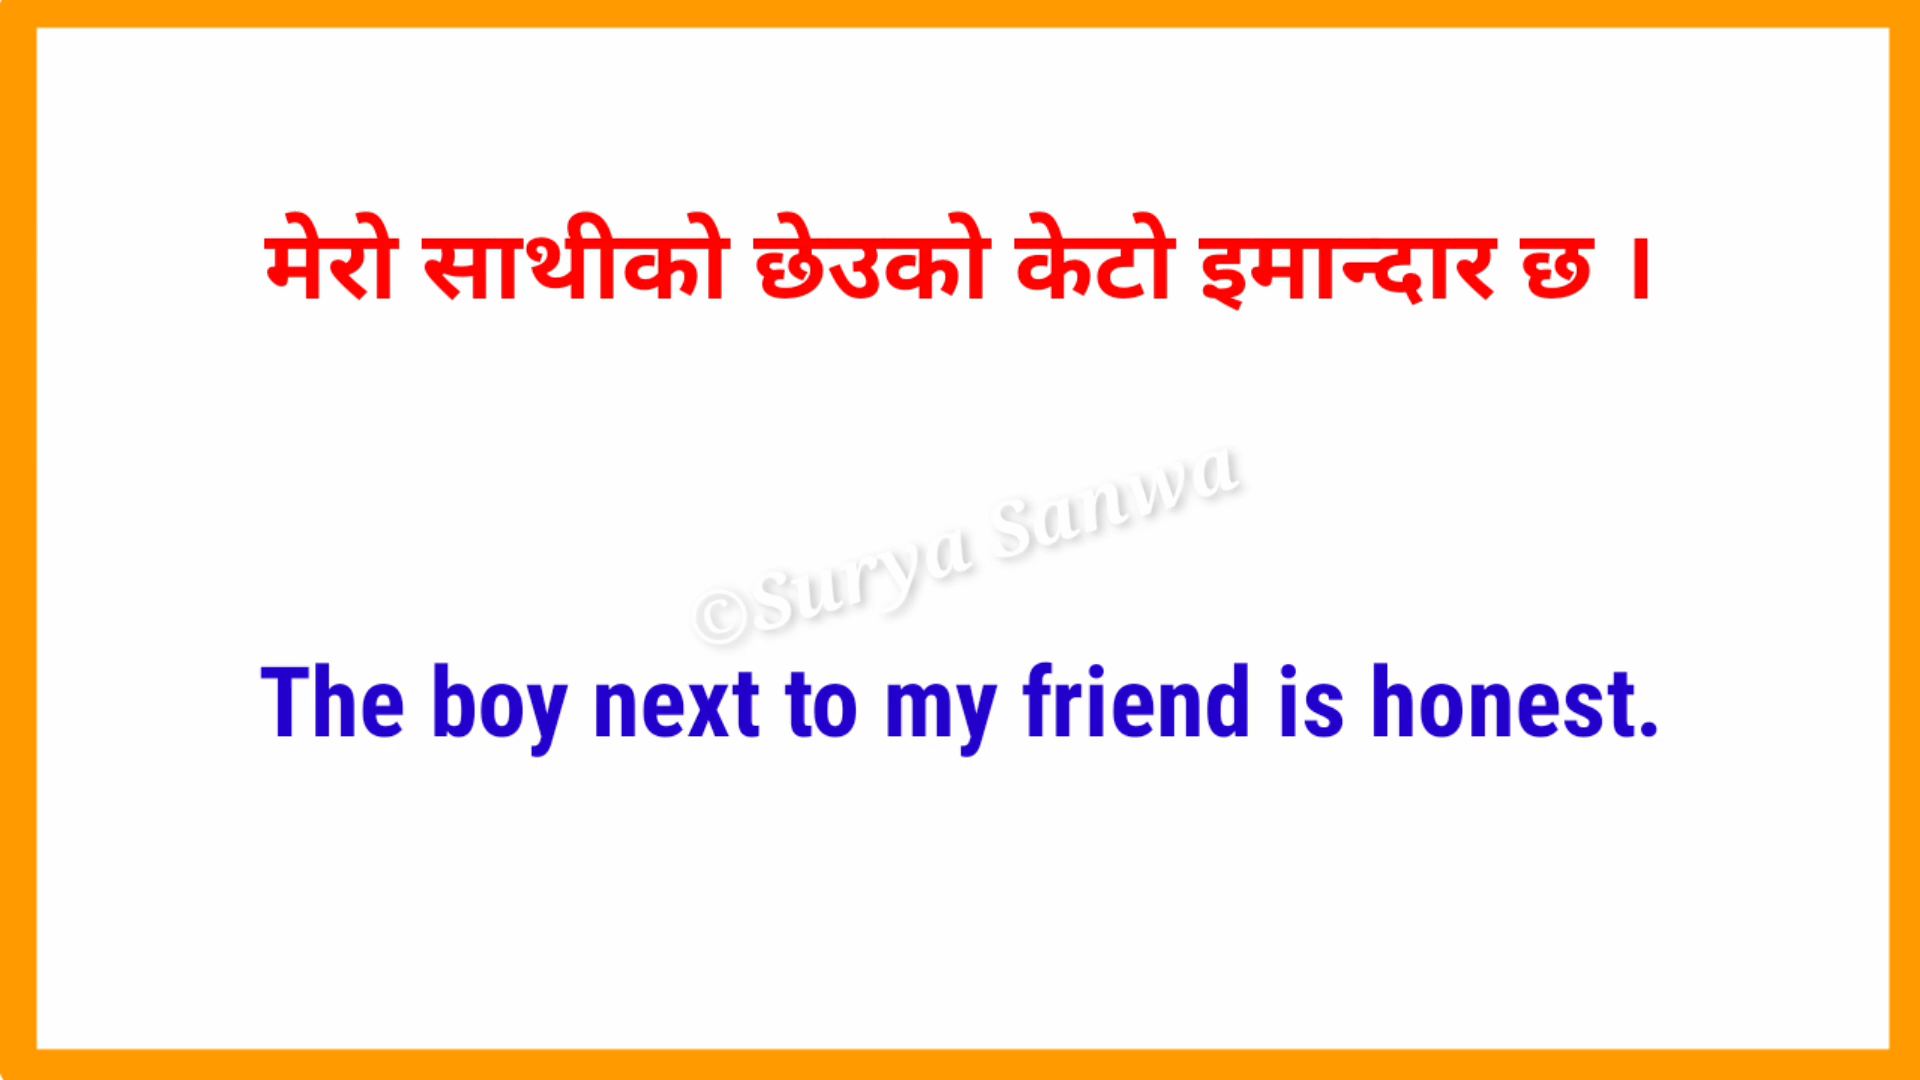 मेरो साथीको छेउको केटो इमान्दार छ ।
©Surya Sanwa
The boy next to my friend is honest.